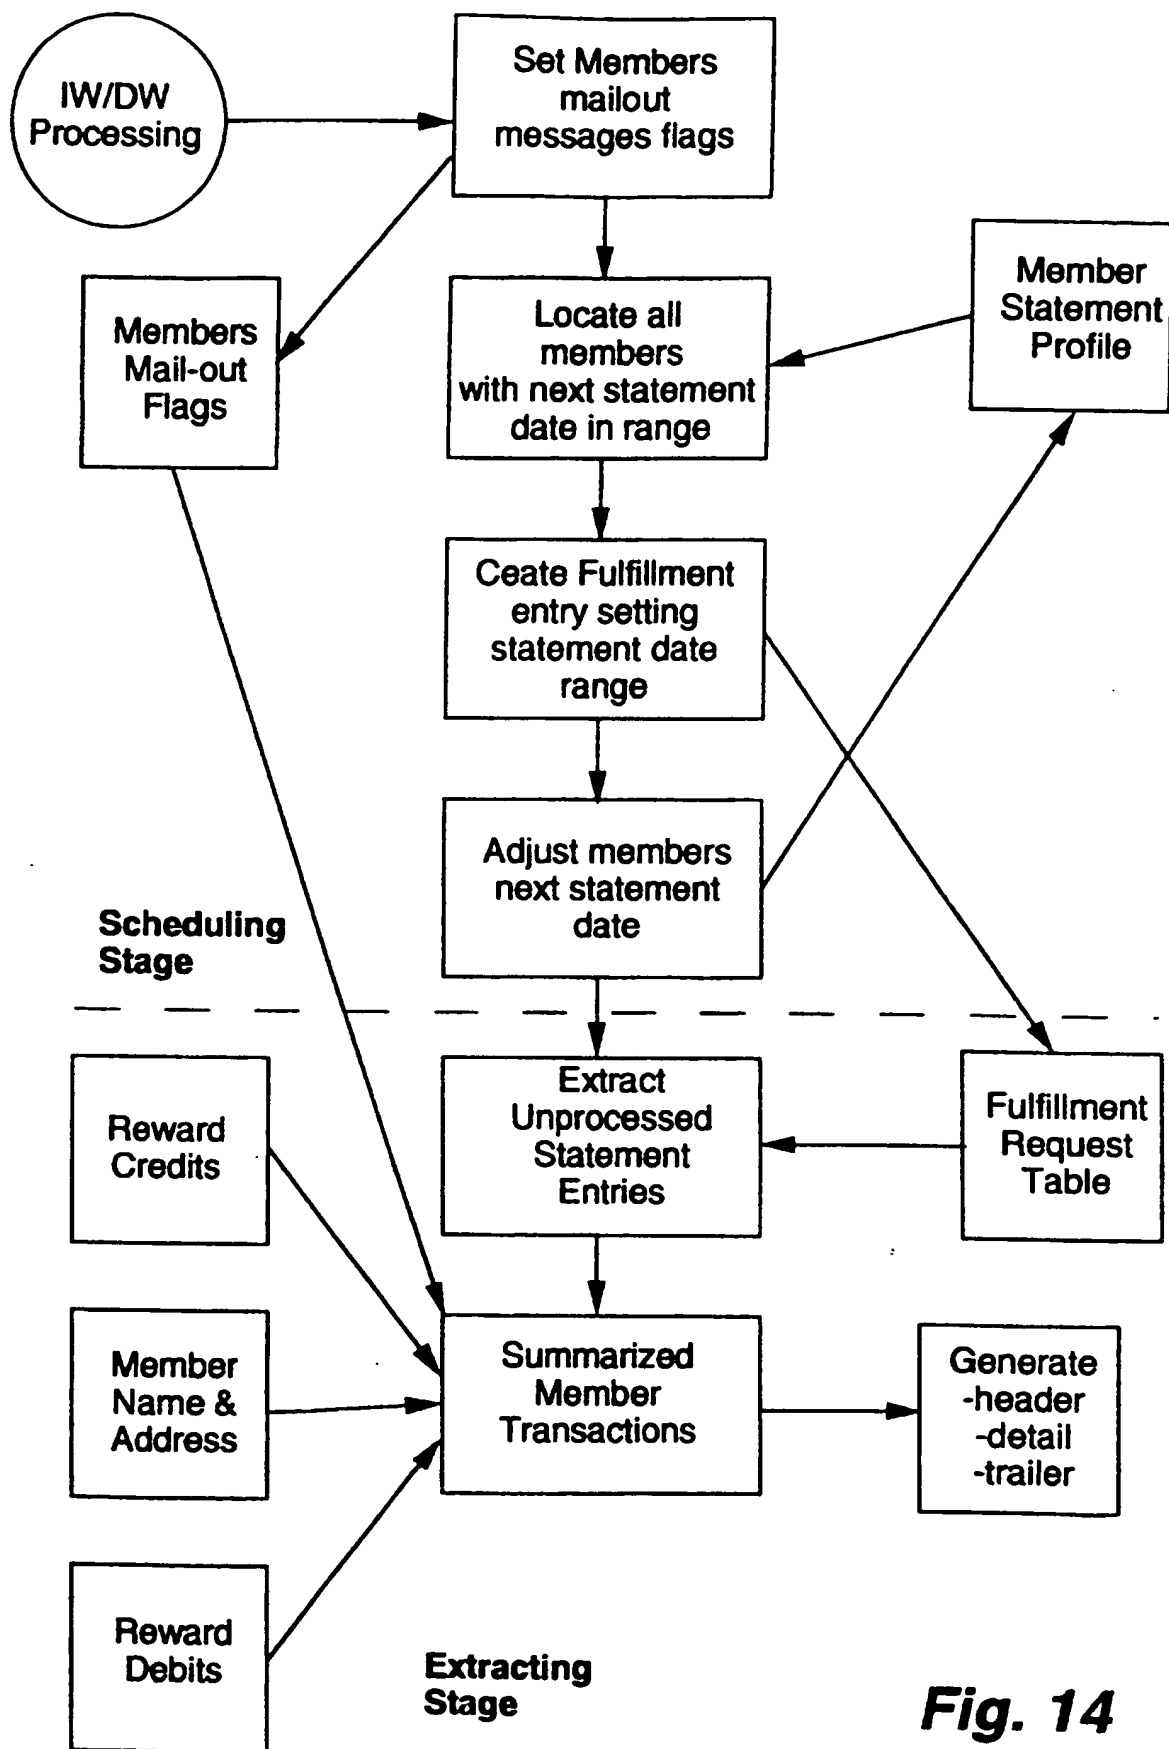 IW/DW
Processing
Set Members
mailout
messages flags
Members
Mail-out
Flags
Locate all
members
with next statement
date in range
Member
Statement
Profile
Ceate Fulfillment
entry setting
statement date
range
Adjust members
next statement
date
Scheduling
Stage
Reward
Credits
Extract
Unprocessed
Statement
Entries
Fulfillment
Request
Table
Member
Name &
Address
Summarized
Member
Transactions
Generate
-header
-detail
-trailer
Reward
Debits
Extracting
Stage
Fig. 14